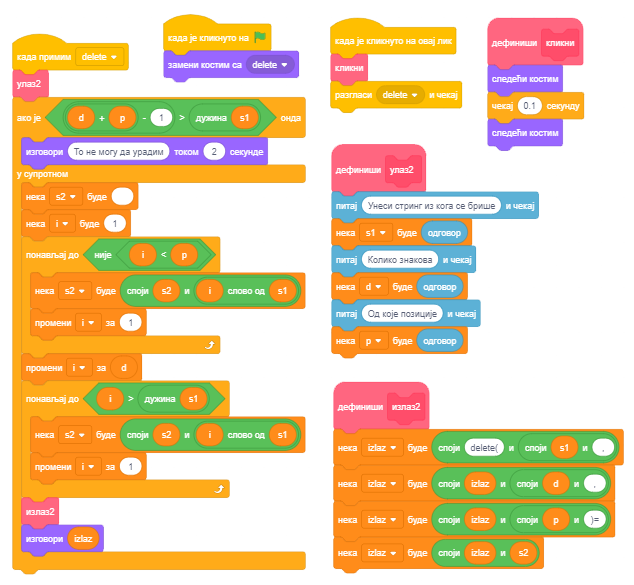 када примим delete
улаз2
ако је d + p - 1 > дужина s1 онда
изговори То не могу да урадим током 2 секунде
у супротном
нека s2 буде
нека i буде 1
понављај до није i < p
нека s2 буде споји s2 и i слово од s1
промени i за 1
промени i за d
понављај до i > дужина s1
нека s2 буде споји s2 и i слово од s1
промени i за 1
излаз2
изговори izlaz
када је кликнуто на
замени костим са delete
када је кликнуто на овај лик
кликни
разгласи delete и чекај
дефиниши кликни
следећи костим
чекај 0.1 секунду
следећи костим
дефиниши улаз2
питај Унеси стринг из кога се брише и чекај
нека s1 буде одговор
питај Колико знакова и чекај
нека d буде одговор
питај Од које позиције и чекај
нека p буде одговор
дефиниши излаз2
нека izlaz буде споји delete( и споји s1 и ,
нека izlaz буде споји izlaz и споји d и ,
нека izlaz буде споји izlaz и споји p и )=
нека izlaz буде споји izlaz и s2